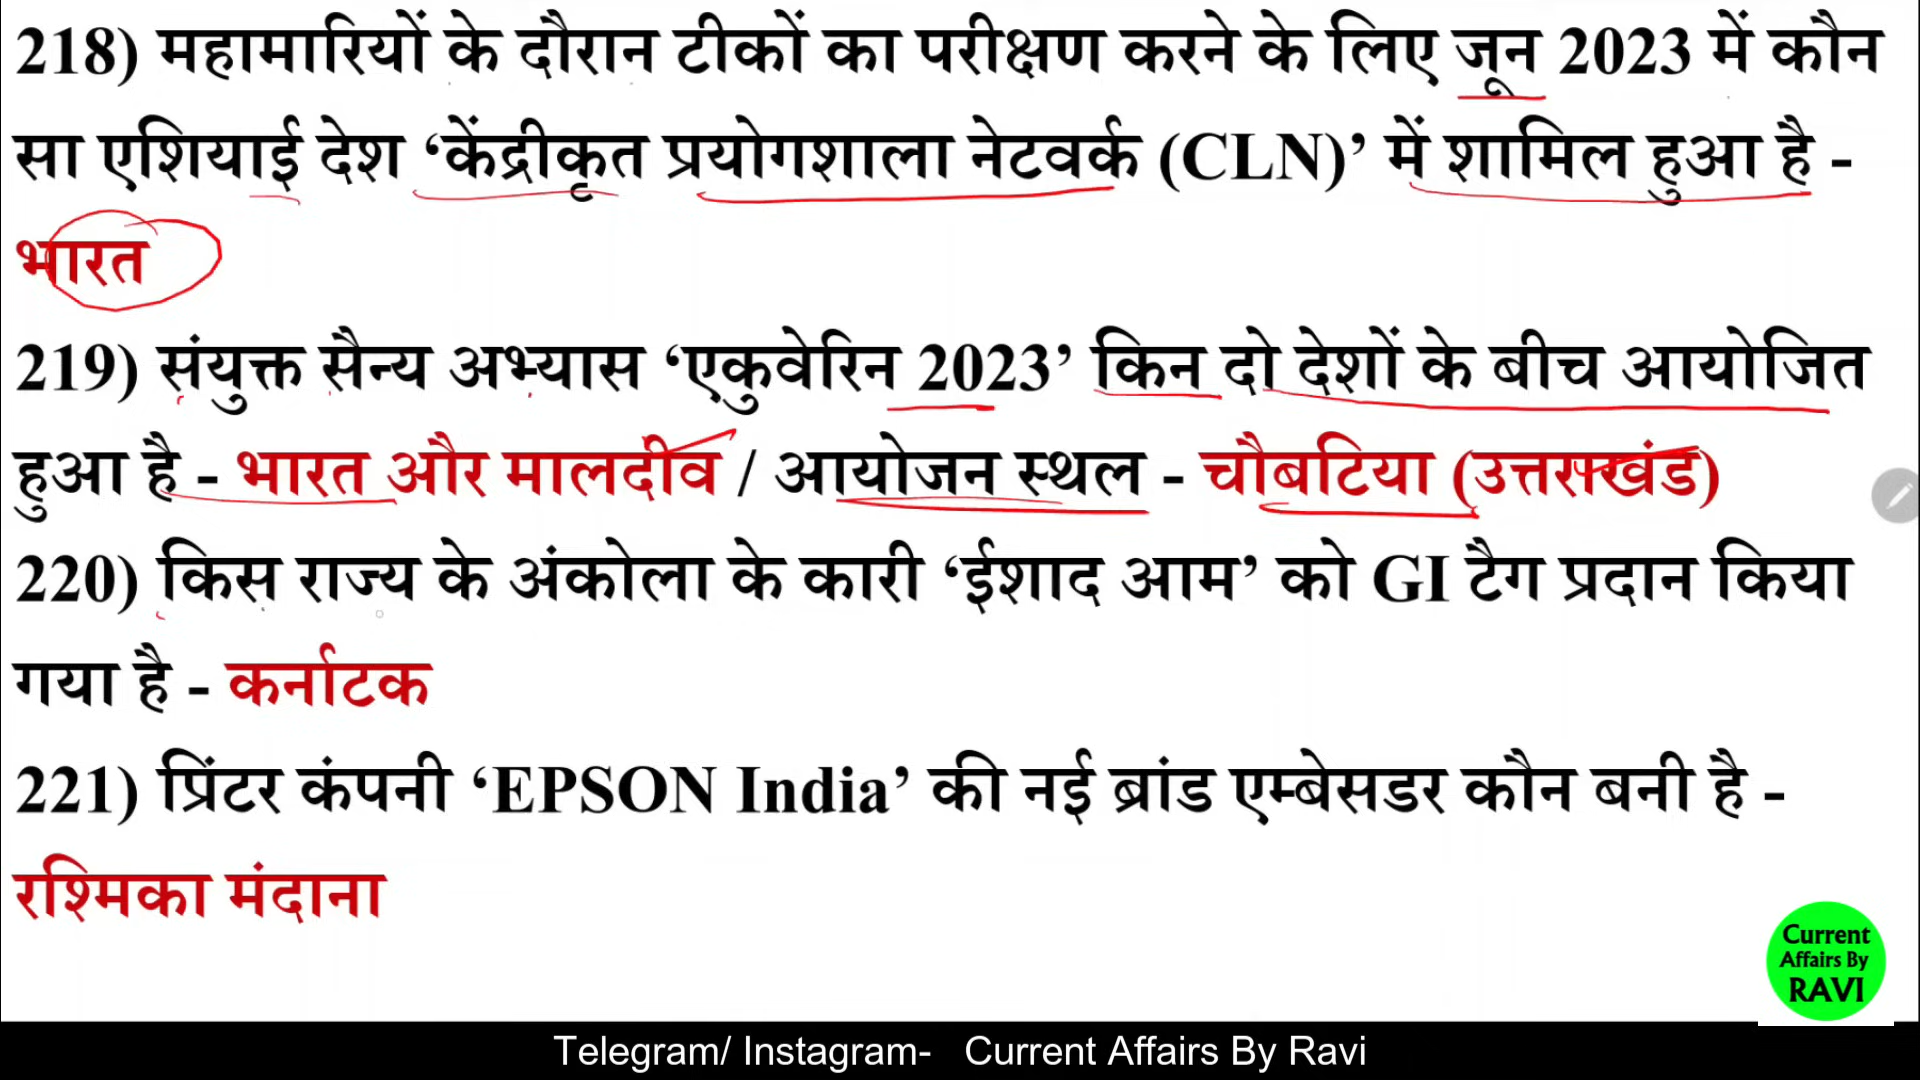 218) महामारियों के दौरान टीकों का परीक्षण करने के लिए जून 2023 में कौन
सा एशियाई देश ‘केंद्रीकृत प्रयोगशाला नेटवर्क (CLN)’ में शामिल हुआ है -
भारत
219) संयुक्त सैन्य अभ्यास ‘एकुवेरिन 2023’ किन दो देशों के बीच आयोजित
हुआ है - भारत और मालदीव / आयोजन स्थल - चौबटिया (उत्तराखंड)
220) किस राज्य के अंकोला के कारी ‘ईशाद आम’ को GI टैग प्रदान किया
गया है - कर्नाटक
221) प्रिंटर कंपनी ‘EPSON India’ की नई ब्रांड एम्बेसडर कौन बनी है -
रश्मिका मंदाना
Current
Affairs By
RAVI
Telegram/ Instagram- Current Affairs By Ravi